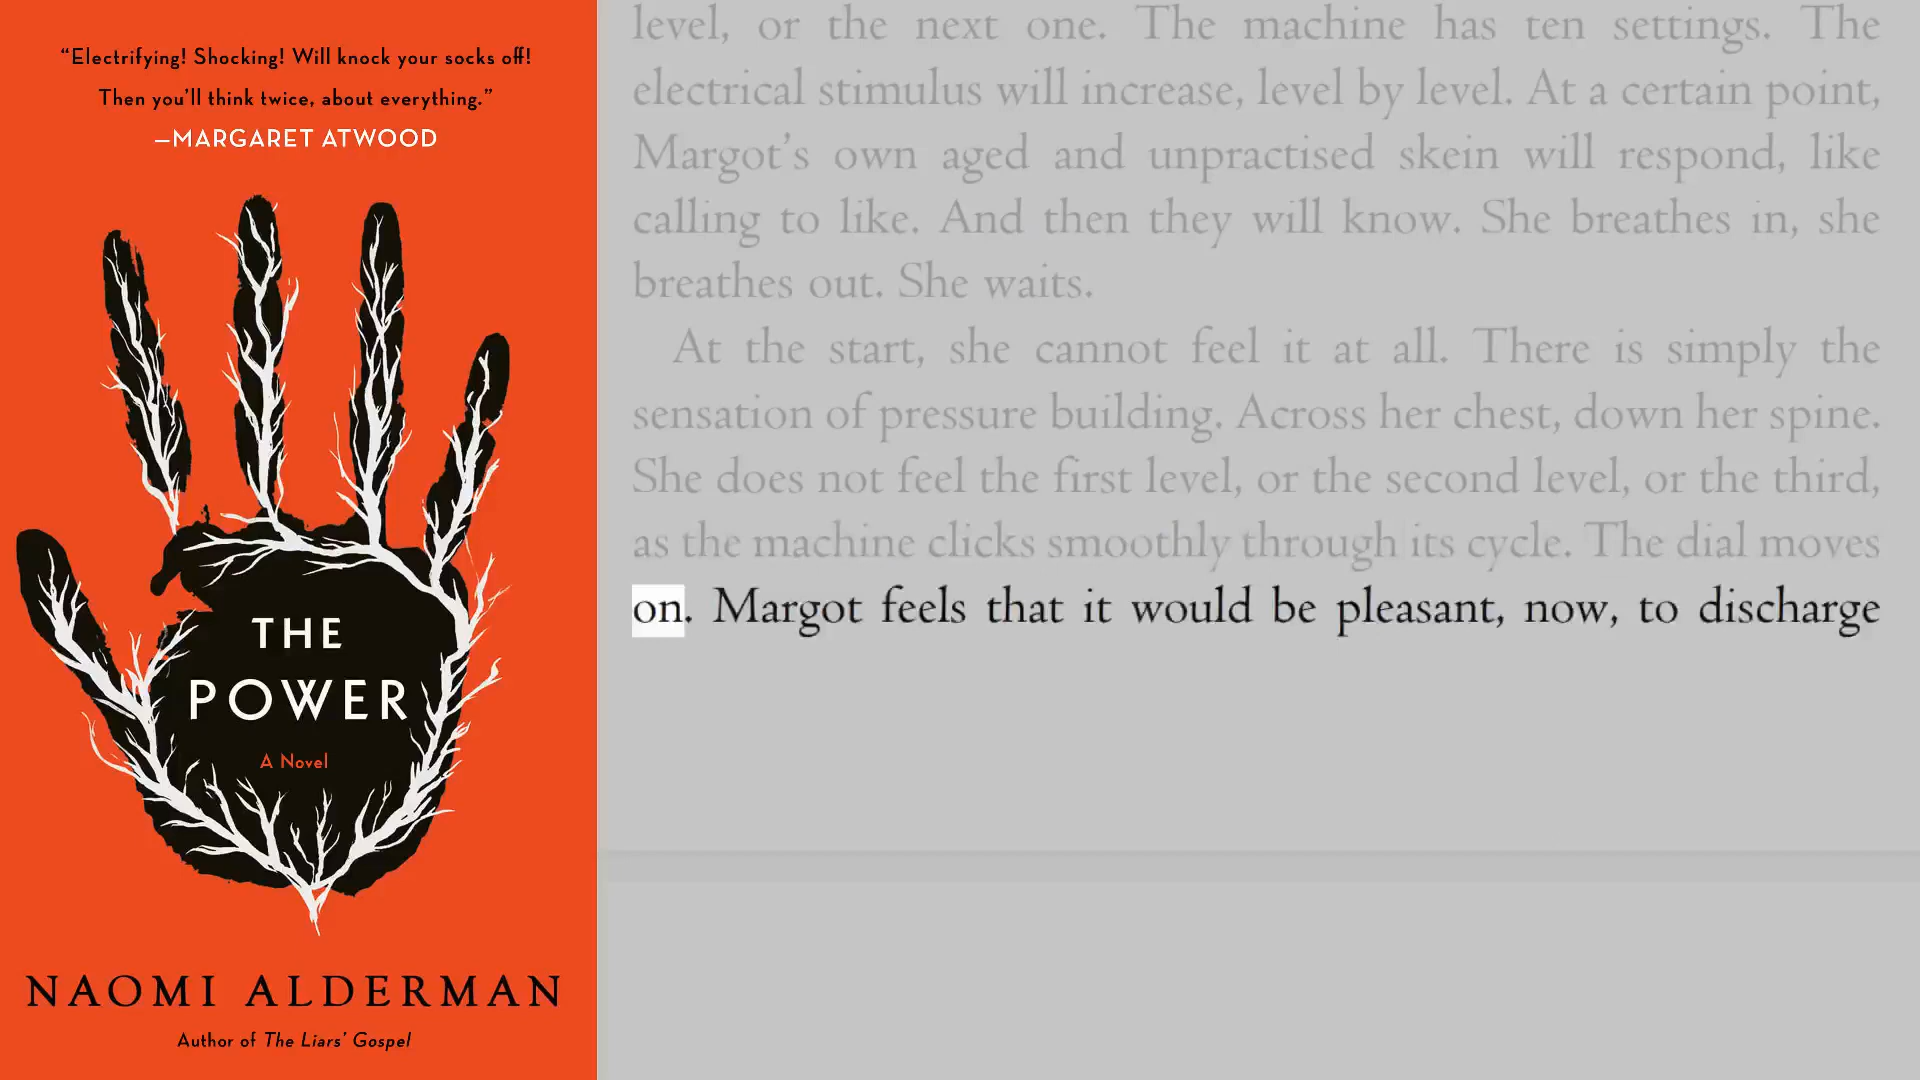 “Electrifying! Shocking! Will knock your socks off!
Then you’ll think twice, about everything.”
—MARGARET ATWOOD
THE
POWER
A Novel
NAOMI ALDERMAN
Author of The Liars’ Gospel
level, or the next one. The machine has ten settings. The
electrical stimulus will increase, level by level. At a certain point,
Margot’s own aged and unpractised skein will respond, like
calling to like. And then they will know. She breathes in, she
breathes out. She waits.
At the start, she cannot feel it at all. There is simply the
sensation of pressure building. Across her chest, down her spine.
She does not feel the first level, or the second level, or the third,
as the machine clicks smoothly through its cycle. The dial moves
on. Margot feels that it would be pleasant, now, to discharge